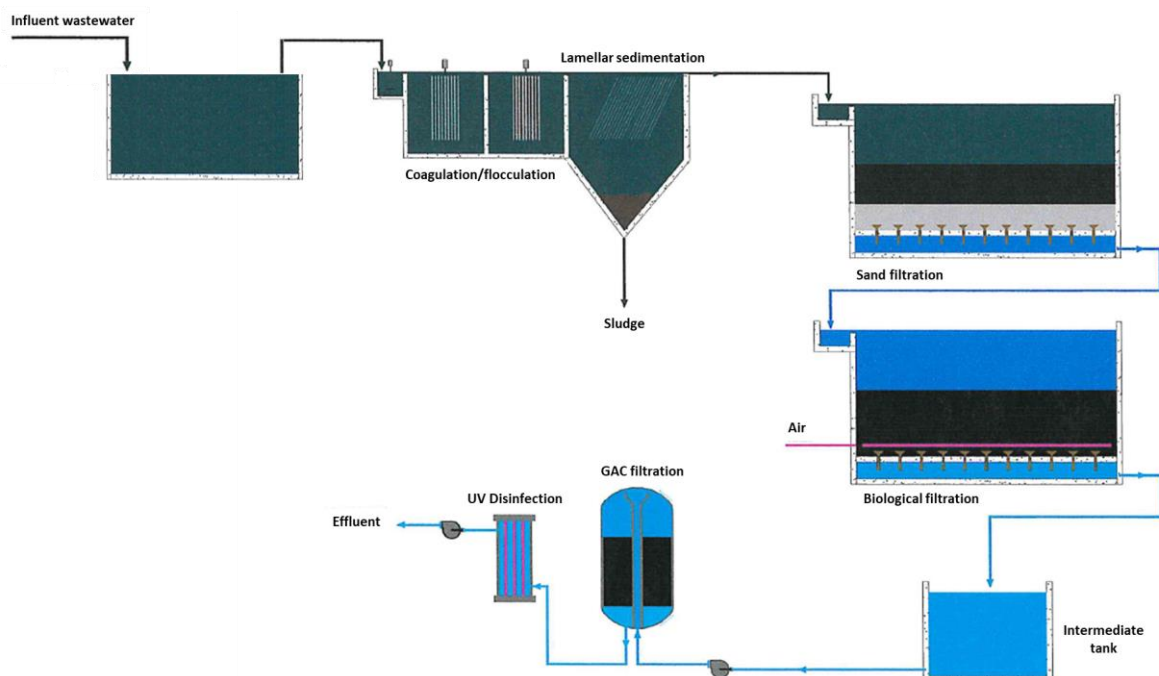 Influent wastewater
Lamellar sedimentation
Coagulation/flocculation
Sludge
Sand filtration
Air
Biological filtration
GAC filtration
UV Disinfection
Effluent
Intermediate
tank